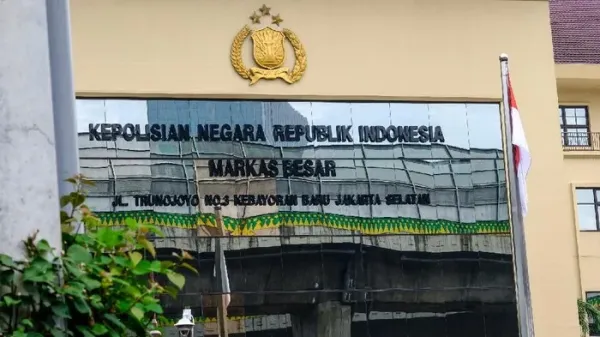 KEPOLISIAN NEGARA REPUBLIK INDONESIA
MARKAS BESAR
JL. TRUNOJOYO NO.3-KEBAYORAN BARU JAKARTA SELATAN